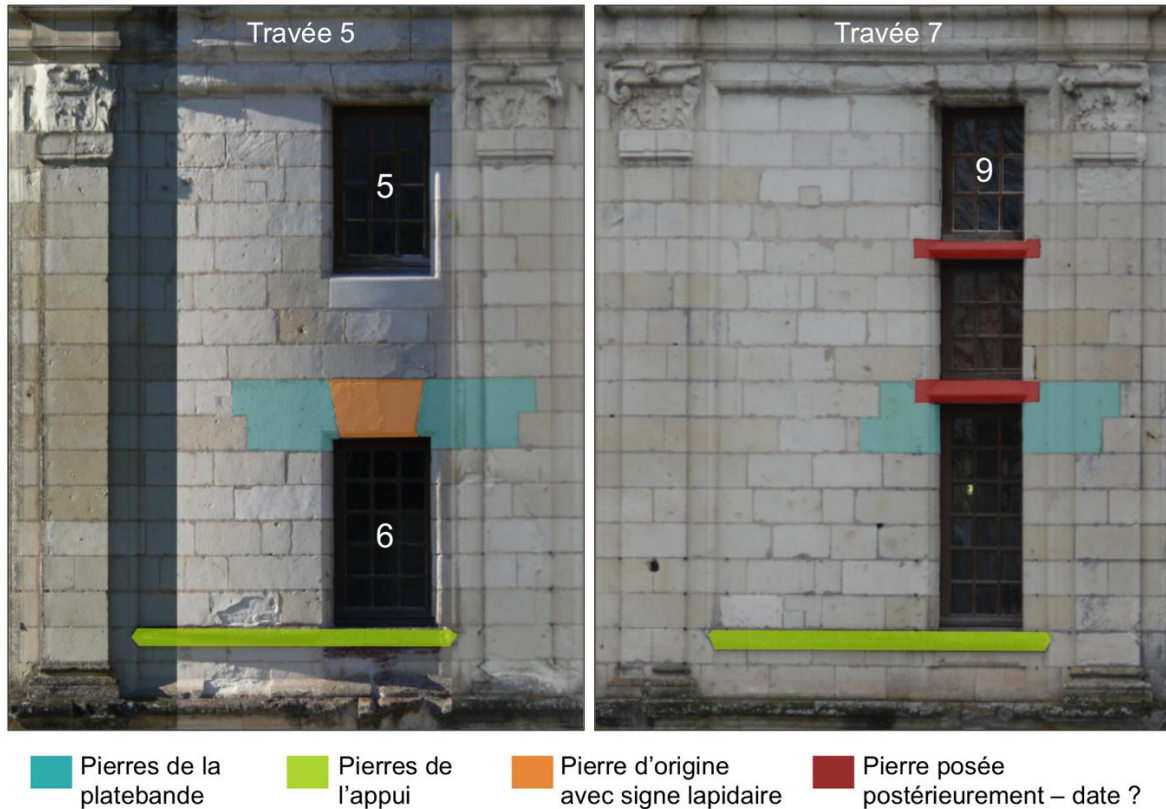 Travée 5
Travée 7
5
9
6
Pierres de la
platebande
Pierres de
l'appui
Pierre d'origine
avec signe lapidaire
Pierre posée
postérieurement – date ?